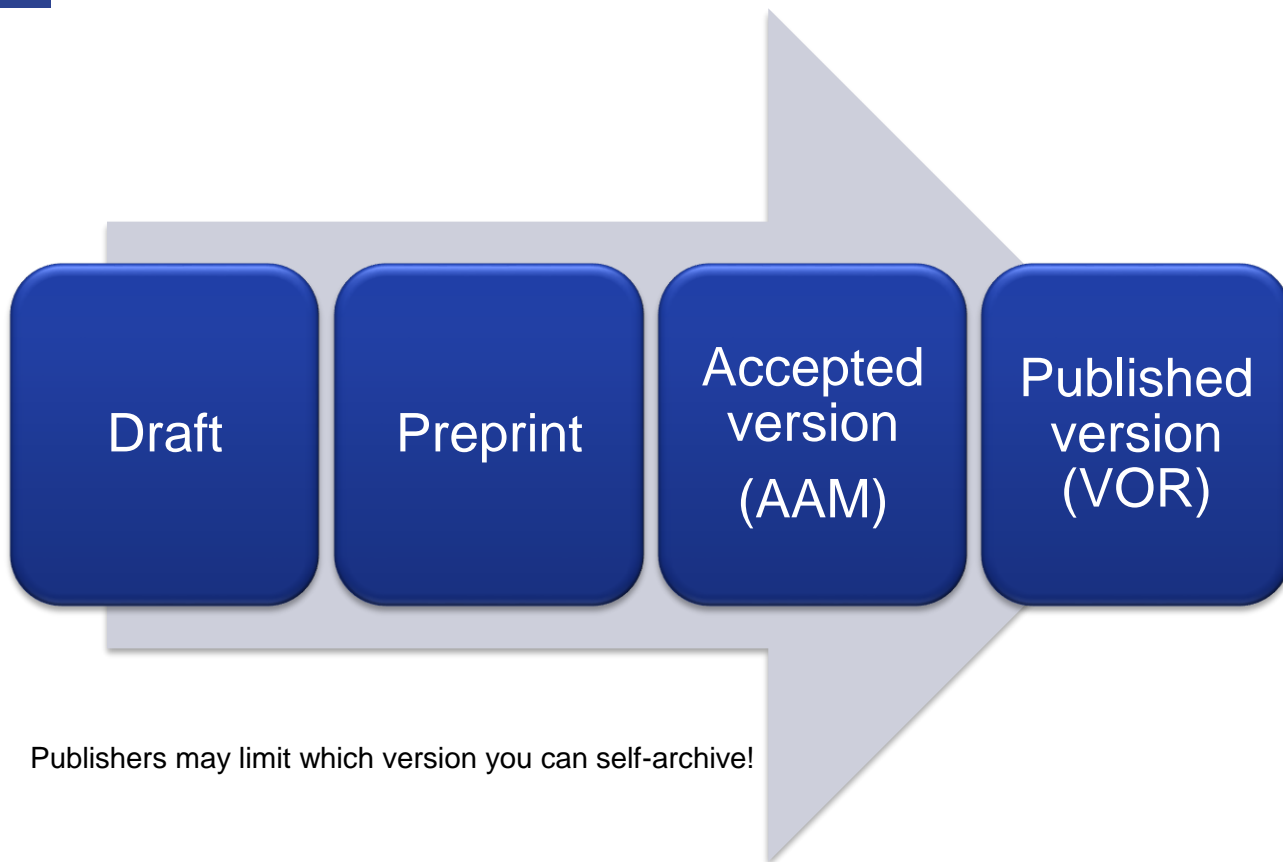 Draft
Preprint
Accepted
version
(AAM)
Published
version
(VOR)
Publishers may limit which version you can self-archive!